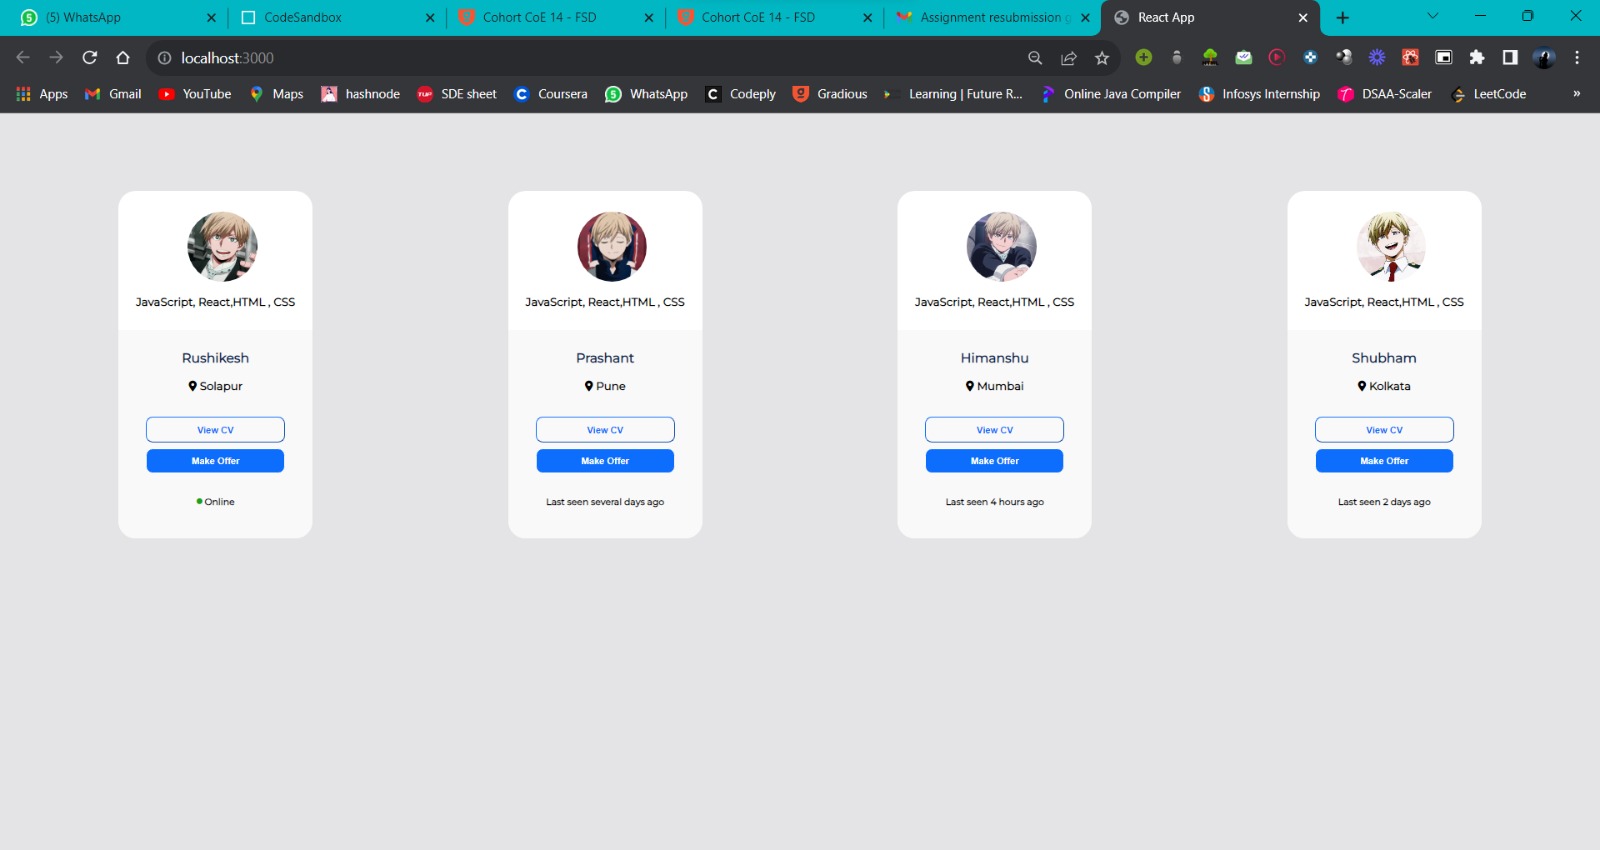 (5) WhatsApp
CodeSandbox
Cohort CoE 14 - FSD
Cohort CoE 14 - FSD
Assignment resubmission
React App
localhost:3000
Apps
Gmail
YouTube
Maps
hashnode
SDE sheet
Coursera
WhatsApp
Codeply
Gradious
Learning | Future R...
Online Java Compiler
Infosys Internship
DSAA-Scaler
LeetCode
»
JavaScript, React,HTML , CSS
Rushikesh
Solapur
View CV
Make Offer
Online
JavaScript, React,HTML , CSS
Prashant
Pune
View CV
Make Offer
Last seen several days ago
JavaScript, React,HTML , CSS
Himanshu
Mumbai
View CV
Make Offer
Last seen 4 hours ago
JavaScript, React,HTML , CSS
Shubham
Kolkata
View CV
Make Offer
Last seen 2 days ago